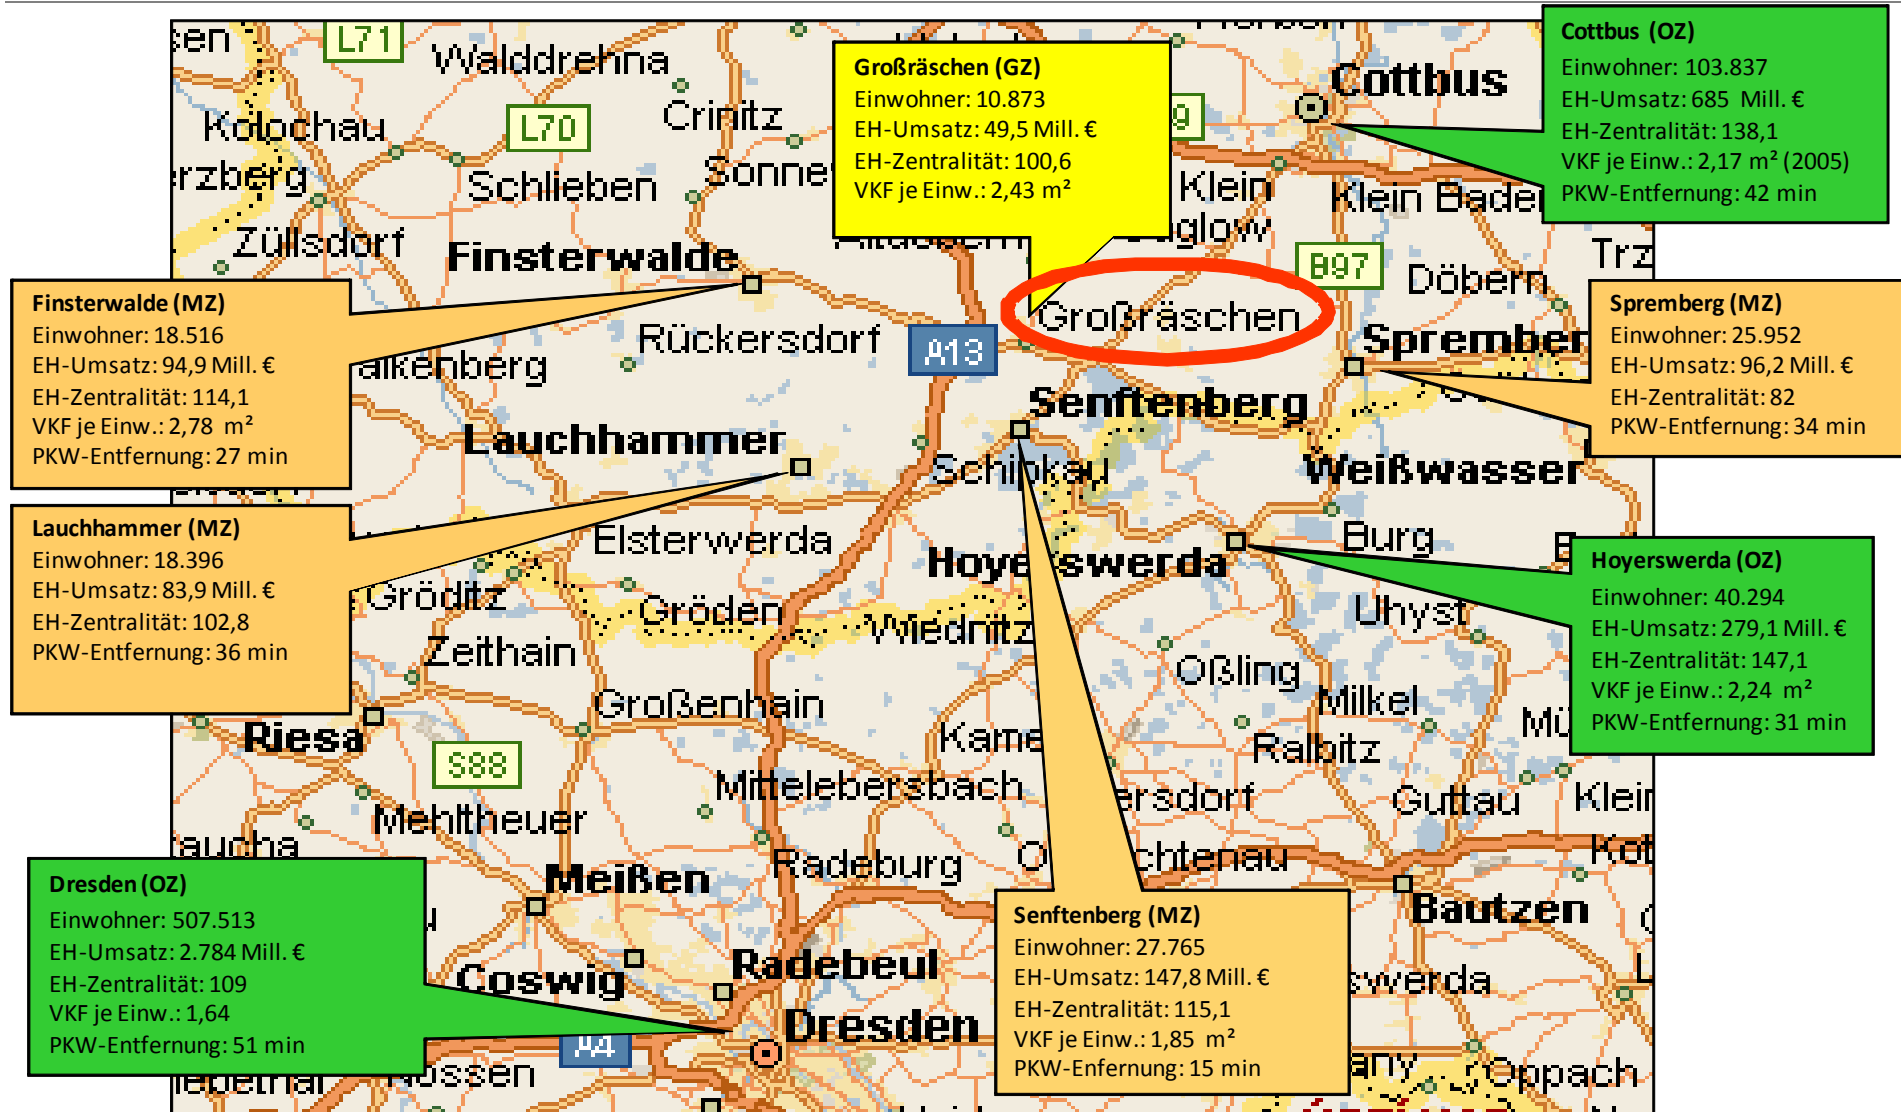 L71
Walddrehna
Crinitz
Kolochau
L70
Schlieben
Züllsdorf
Finsterwalde
Rückersdorf
A13
Lauchhammer
Elsterwerda
Gröditz
Gröden
Zeithain
Großenhain
Riesa
S88
Mehltheuer
Mittelebersbach
Radeburg
Meißen
Coswig
Radebeul
Dresden
A4
Nossen
Cottbus
Klein
B97
Döbern
Großräschen
Senftenberg
Schipkau
Weißwasser
Burg
Hoyerswerda
Wiednitz
Uhyst
Oßling
Milkel
Ralbitz
Guttau
Bautzen
Oppach
Großräschen (GZ)
Einwohner: 10.873
EH-Umsatz: 49,5 Mill. €
EH-Zentralität: 100,6
VKF je Einw.: 2,43 m²
Cottbus (OZ)
Einwohner: 103.837
EH-Umsatz: 685 Mill. €
EH-Zentralität: 138,1
VKF je Einw.: 2,17 m² (2005)
PKW-Entfernung: 42 min
Finsterwalde (MZ)
Einwohner: 18.516
EH-Umsatz: 94,9 Mill. €
EH-Zentralität: 114,1
VKF je Einw.: 2,78 m²
PKW-Entfernung: 27 min
Spremberg (MZ)
Einwohner: 25.952
EH-Umsatz: 96,2 Mill. €
EH-Zentralität: 82
PKW-Entfernung: 34 min
Lauchhammer (MZ)
Einwohner: 18.396
EH-Umsatz: 83,9 Mill. €
EH-Zentralität: 102,8
PKW-Entfernung: 36 min
Hoyerswerda (OZ)
Einwohner: 40.294
EH-Umsatz: 279,1 Mill. €
EH-Zentralität: 147,1
VKF je Einw.: 2,24 m²
PKW-Entfernung: 31 min
Dresden (OZ)
Einwohner: 507.513
EH-Umsatz: 2.784 Mill. €
EH-Zentralität: 109
VKF je Einw.: 1,64
PKW-Entfernung: 51 min
Senftenberg (MZ)
Einwohner: 27.765
EH-Umsatz: 147,8 Mill. €
EH-Zentralität: 115,1
VKF je Einw.: 1,85 m²
PKW-Enfernung: 15 min